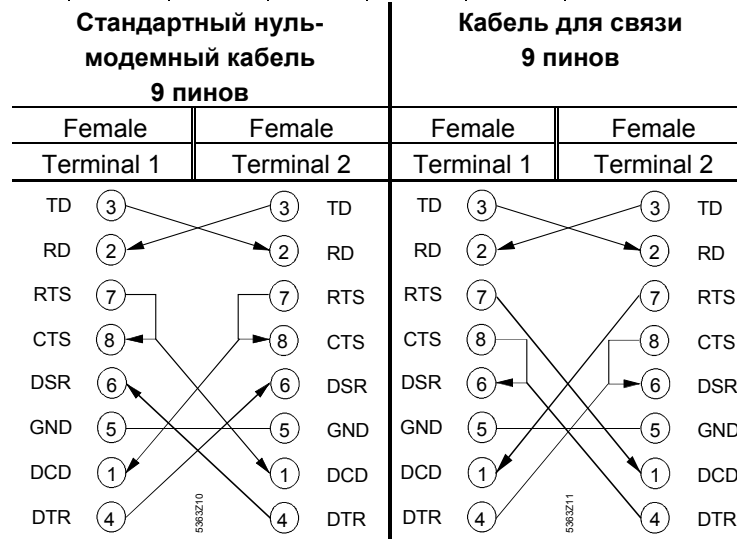 Стандартный нуль-
модемный кабель
9 пинов
Female Female
Terminal 1 Terminal 2
TD 3 3 TD
RD 2 2 RD
RTS 7 7 RTS
CTS 8 8 CTS
DSR 6 6 DSR
GND 5 5 GND
DCD 1 1 DCD
DTR 4 4 DTR
5363Z10
Кабель для связи
9 пинов
Female Female
Terminal 1 Terminal 2
TD 3 3 TD
RD 2 2 RD
RTS 7 7 RTS
CTS 8 8 CTS
DSR 6 6 DSR
GND 5 5 GND
DCD 1 1 DCD
DTR 4 4 DTR
5363Z11